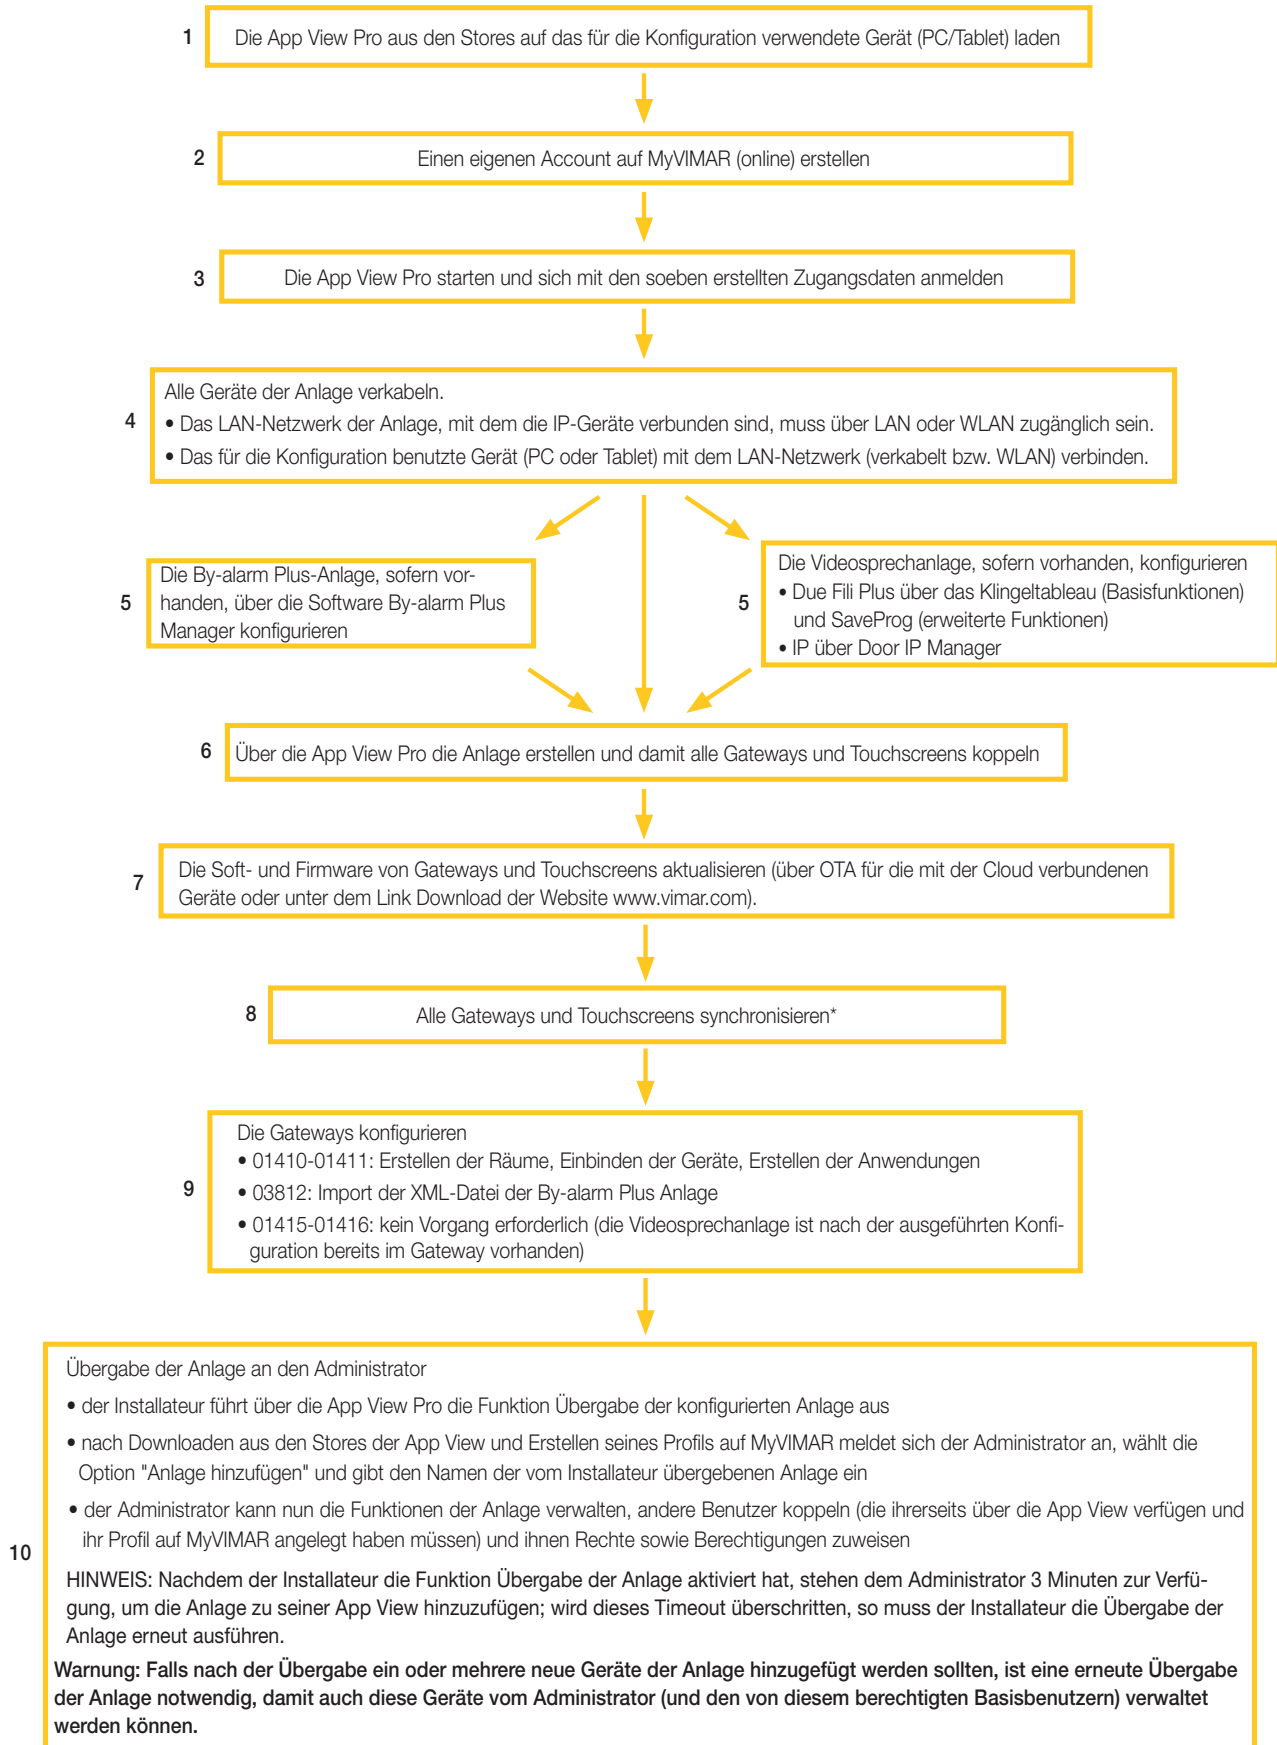 1
Die App View Pro aus den Stores auf das für die Konfiguration verwendete Gerät (PC/Tablet) laden
2
Einen eigenen Account auf MyVIMAR (online) erstellen
3
Die App View Pro starten und sich mit den soeben erstellten Zugangsdaten anmelden
4
Alle Geräte der Anlage verkabeln.
• Das LAN-Netzwerk der Anlage, mit dem die IP-Geräte verbunden sind, muss über LAN oder WLAN zugänglich sein.
• Das für die Konfiguration benutzte Gerät (PC oder Tablet) mit dem LAN-Netzwerk (verkabelt bzw. WLAN) verbinden.
5
Die By-alarm Plus-Anlage, sofern vor-
handen, über die Software By-alarm Plus
Manager konfigurieren
5
Die Videosprechanlage, sofern vorhanden, konfigurieren
• Due Fili Plus über das Klingeltableau (Basisfunktionen)
und SaveProg (erweiterte Funktionen)
• IP über Door IP Manager
6
Über die App View Pro die Anlage erstellen und damit alle Gateways und Touchscreens koppeln
7
Die Soft- und Firmware von Gateways und Touchscreens aktualisieren (über OTA für die mit der Cloud verbundenen
Geräte oder unter dem Link Download der Website www.vimar.com).
8
Alle Gateways und Touchscreens synchronisieren*
9
Die Gateways konfigurieren
• 01410-01411: Erstellen der Räume, Einbinden der Geräte, Erstellen der Anwendungen
• 03812: Import der XML-Datei der By-alarm Plus Anlage
• 01415-01416: kein Vorgang erforderlich (die Videosprechanlage ist nach der ausgeführten Konfi-
guration bereits im Gateway vorhanden)
10
Übergabe der Anlage an den Administrator
• der Installateur führt über die App View Pro die Funktion Übergabe der konfigurierten Anlage aus
• nach Downloaden aus den Stores der App View und Erstellen seines Profils auf MyVIMAR meldet sich der Administrator an, wählt die
Option "Anlage hinzufügen" und gibt den Namen der vom Installateur übergebenen Anlage ein
• der Administrator kann nun die Funktionen der Anlage verwalten, andere Benutzer koppeln (die ihrerseits über die App View verfügen und
ihr Profil auf MyVIMAR angelegt haben müssen) und ihnen Rechte sowie Berechtigungen zuweisen
HINWEIS: Nachdem der Installateur die Funktion Übergabe der Anlage aktiviert hat, stehen dem Administrator 3 Minuten zur Verfü-
gung, um die Anlage zu seiner App View hinzuzufügen; wird dieses Timeout überschritten, so muss der Installateur die Übergabe der
Anlage erneut ausführen.
Warnung: Falls nach der Übergabe ein oder mehrere neue Geräte der Anlage hinzugefügt werden sollten, ist eine erneute Übergabe
der Anlage notwendig, damit auch diese Geräte vom Administrator (und den von diesem berechtigten Basisbenutzern) verwaltet
werden können.